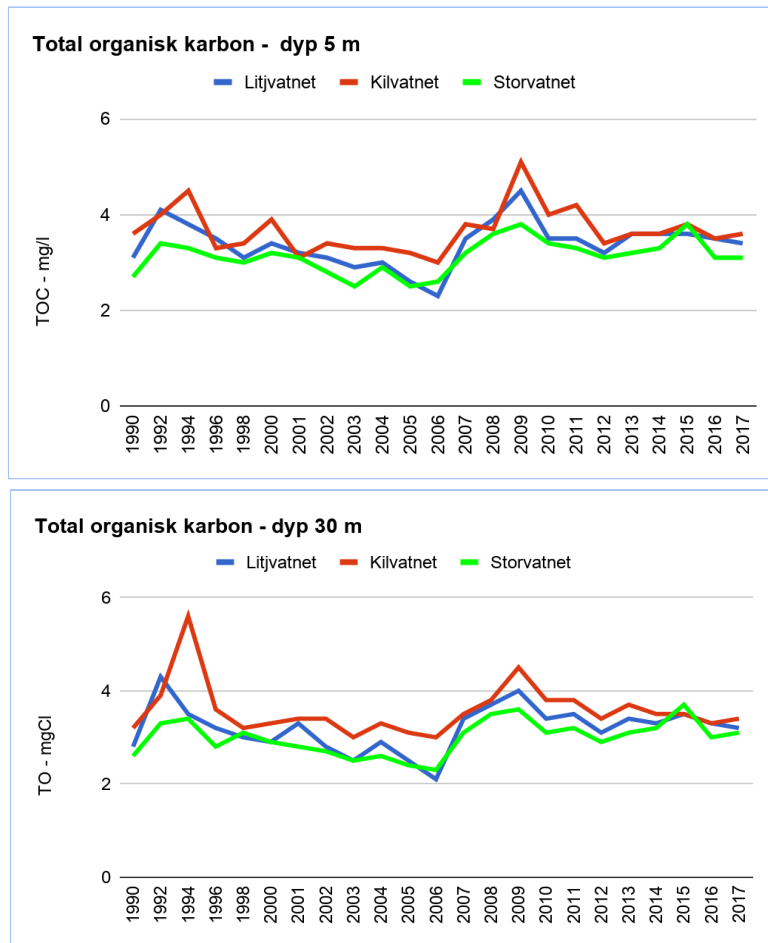 Total organisk karbon - dyp 5 m
Litjvatnet Kilvatnet Storvatnet
TOC - mg/l
6
4
2
0
1990 1992 1994 1996 1998 2000 2001 2002 2003 2004 2005 2006 2007 2008 2009 2010 2011 2012 2013 2014 2015 2016 2017
Total organisk karbon - dyp 30 m
Litjvatnet Kilvatnet Storvatnet
TO - mgCl
6
4
2
0
1990 1992 1994 1996 1998 2000 2001 2002 2003 2004 2005 2006 2007 2008 2009 2010 2011 2012 2013 2014 2015 2016 2017